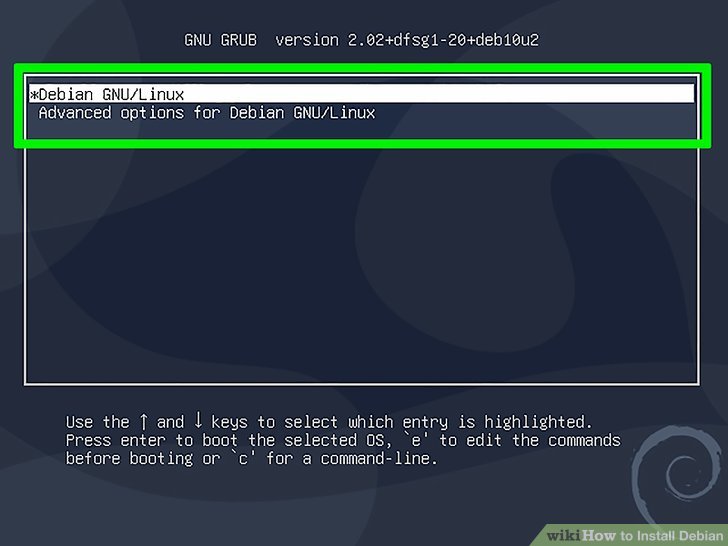 GNU GRUB  version 2.02+dfsg1-20+deb10u2
*Debian GNU/Linux
Advanced options for Debian GNU/Linux
Use the ↑ and ↓ keys to select which entry is highlighted.
Press enter to boot the selected OS, `e' to edit the commands
before booting or `c' for a command-line.
wikiHow to Install Debian